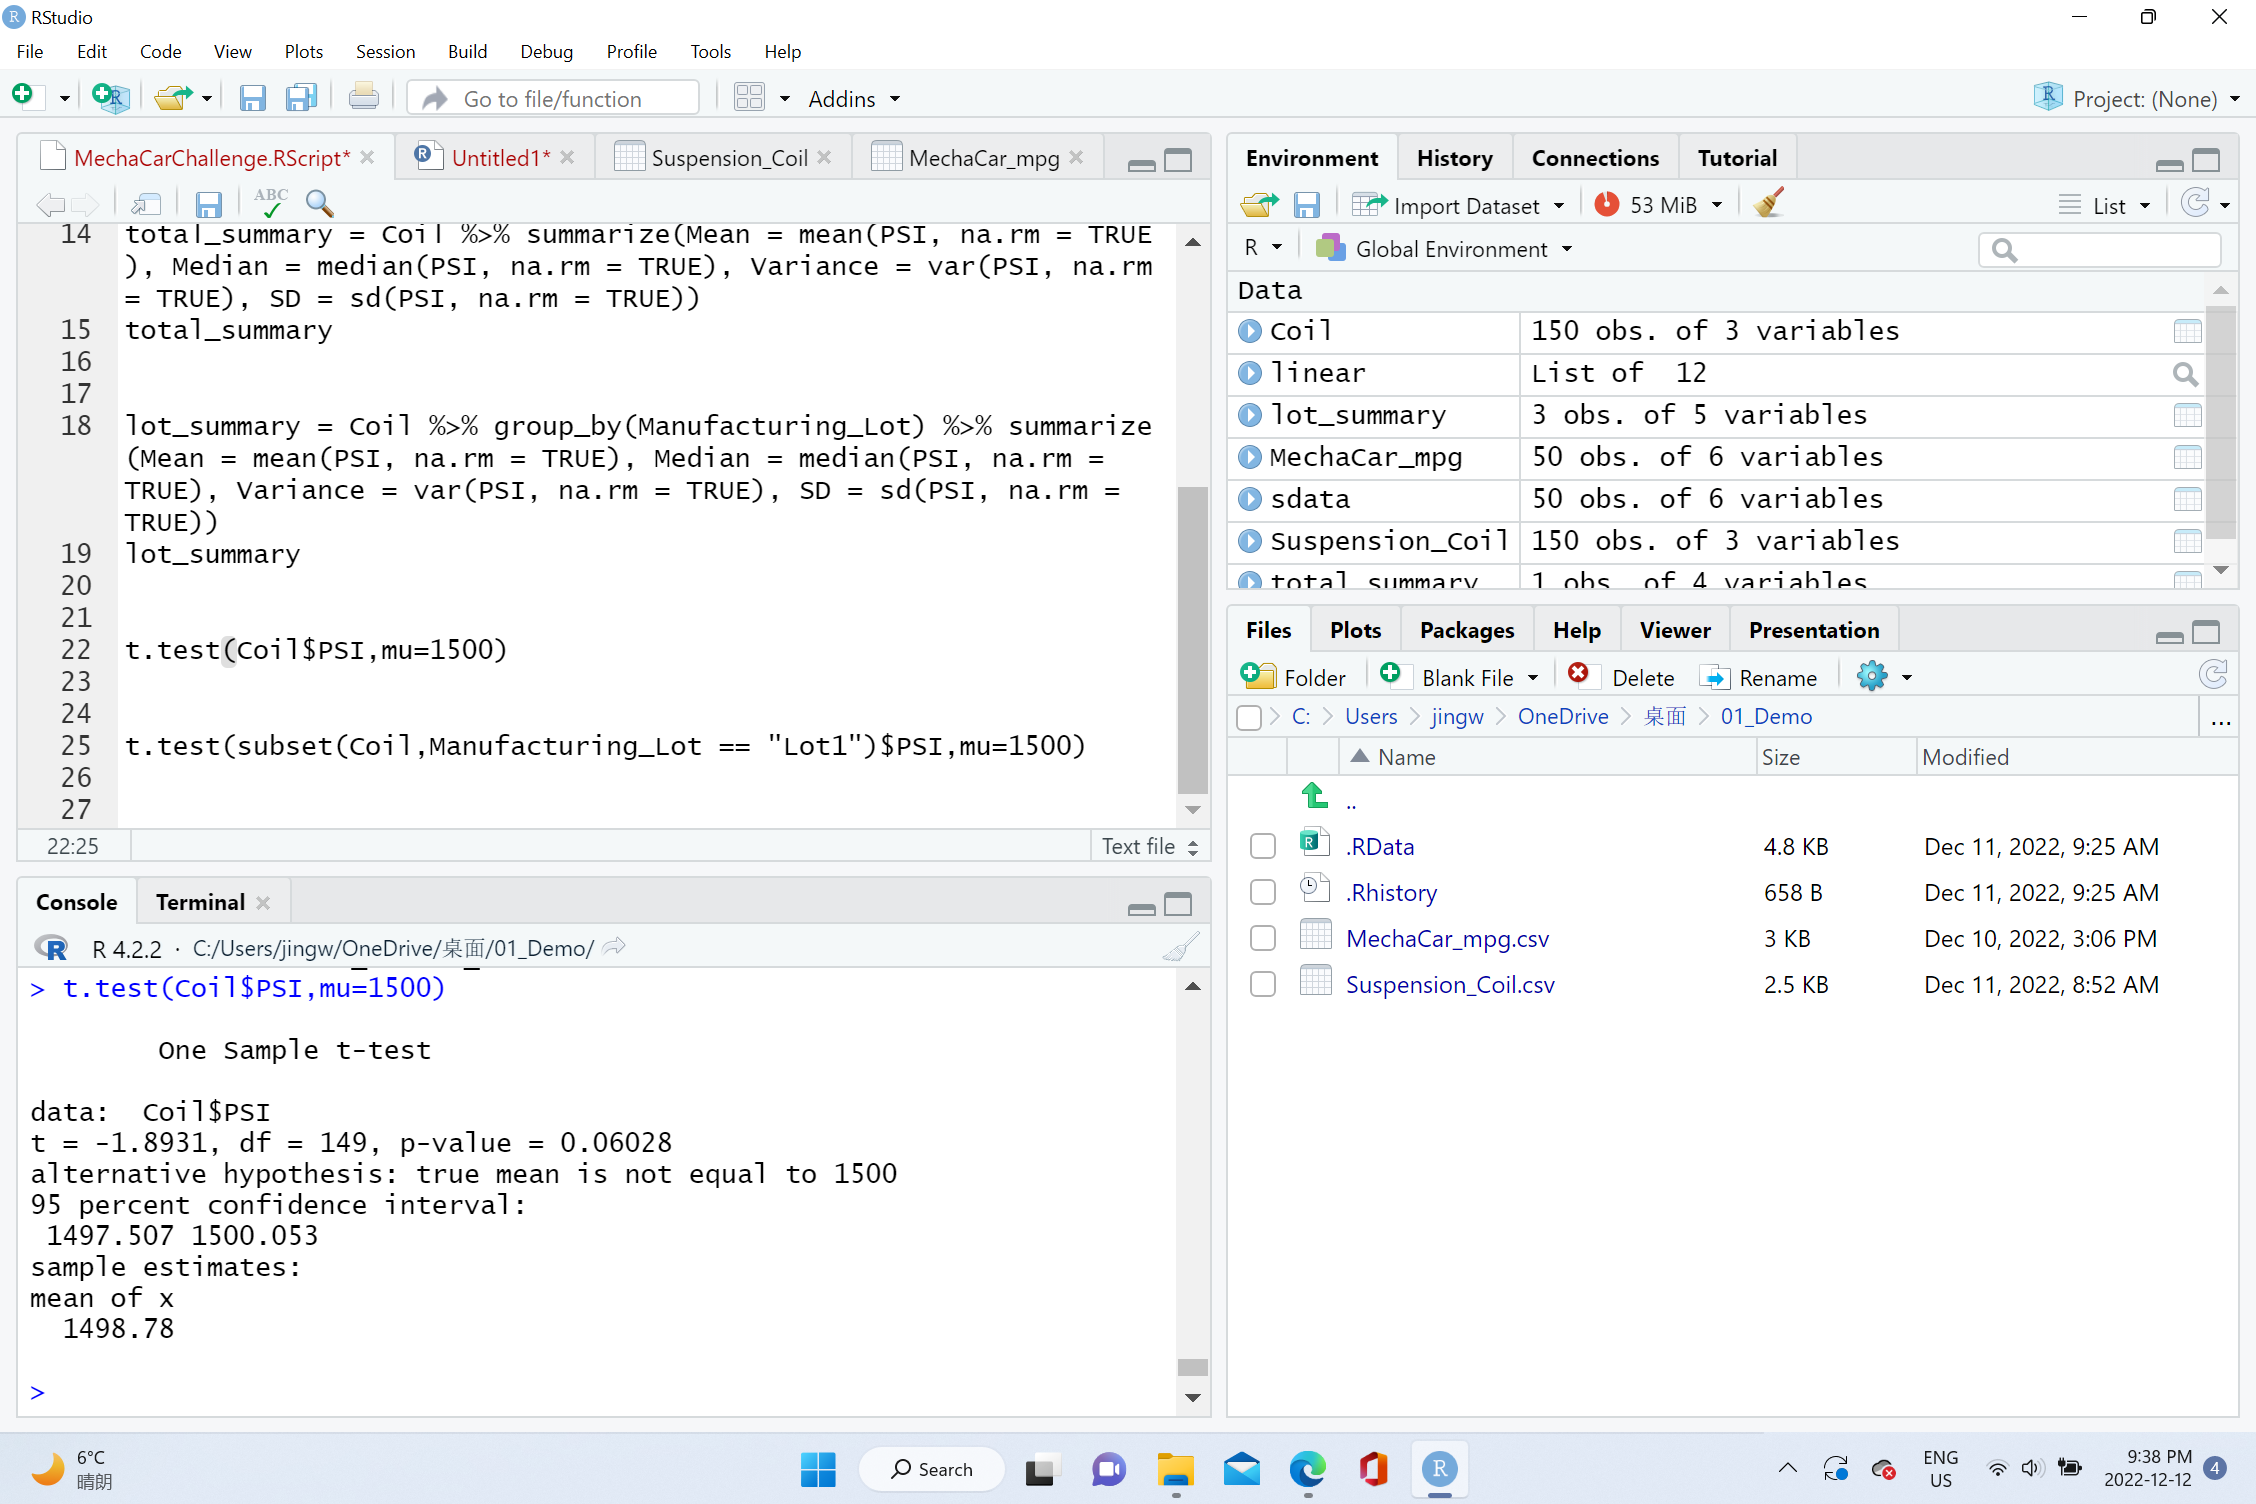 RStudio
File Edit Code View Plots Session Build Debug Profile Tools Help
Go to file/function Addins Project: (None)
MechaCarChallenge.RScript* Untitled1* Suspension_Coil MechaCar_mpg
ABC
14 total_summary = Coil %>% summarize(Mean = mean(PSI, na.rm = TRUE
), Median = median(PSI, na.rm = TRUE), Variance = var(PSI, na.rm
= TRUE), SD = sd(PSI, na.rm = TRUE))
15 total_summary
16
17
18 lot_summary = Coil %>% group_by(Manufacturing_Lot) %>% summarize
(Mean = mean(PSI, na.rm = TRUE), Median = median(PSI, na.rm =
TRUE), Variance = var(PSI, na.rm = TRUE), SD = sd(PSI, na.rm =
TRUE))
19 lot_summary
20
21
22 t.test(Coil$PSI,mu=1500)
23
24
25 t.test(subset(Coil,Manufacturing_Lot == "Lot1")$PSI,mu=1500)
26
27
22:25 Text file
Console Terminal
R 4.2.2 · C:/Users/jingw/OneDrive/桌面/01_Demo/
> t.test(Coil$PSI,mu=1500)
One Sample t-test
data: Coil$PSI
t = -1.8931, df = 149, p-value = 0.06028
alternative hypothesis: true mean is not equal to 1500
95 percent confidence interval:
1497.507 1500.053
sample estimates:
mean of x
1498.78
>
Environment History Connections Tutorial
Import Dataset 53 MiB List
R Global Environment
Data
Coil 150 obs. of 3 variables
linear List of 12
lot_summary 3 obs. of 5 variables
MechaCar_mpg 50 obs. of 6 variables
sdata 50 obs. of 6 variables
Suspension_Coil 150 obs. of 3 variables
total_summary 1 obs. of 4 variables
Files Plots Packages Help Viewer Presentation
Folder Blank File Delete Rename
C: Users jingw OneDrive 桌面 01_Demo ...
Name Size Modified
..
.RData 4.8 KB Dec 11, 2022, 9:25 AM
.Rhistory 658 B Dec 11, 2022, 9:25 AM
MechaCar_mpg.csv 3 KB Dec 10, 2022, 3:06 PM
Suspension_Coil.csv 2.5 KB Dec 11, 2022, 8:52 AM
6°C
晴朗
Search
ENG
US
9:38 PM
2022-12-12
4